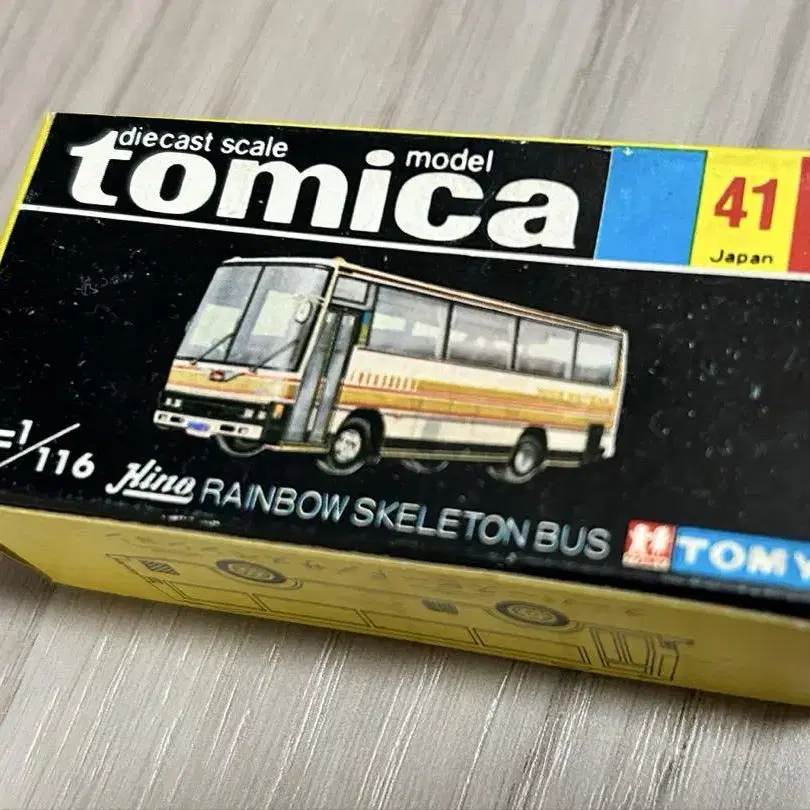 diecast scale model
tomica
41
Japan
=1/116
Hino RAINBOW SKELETON BUS
TOMY